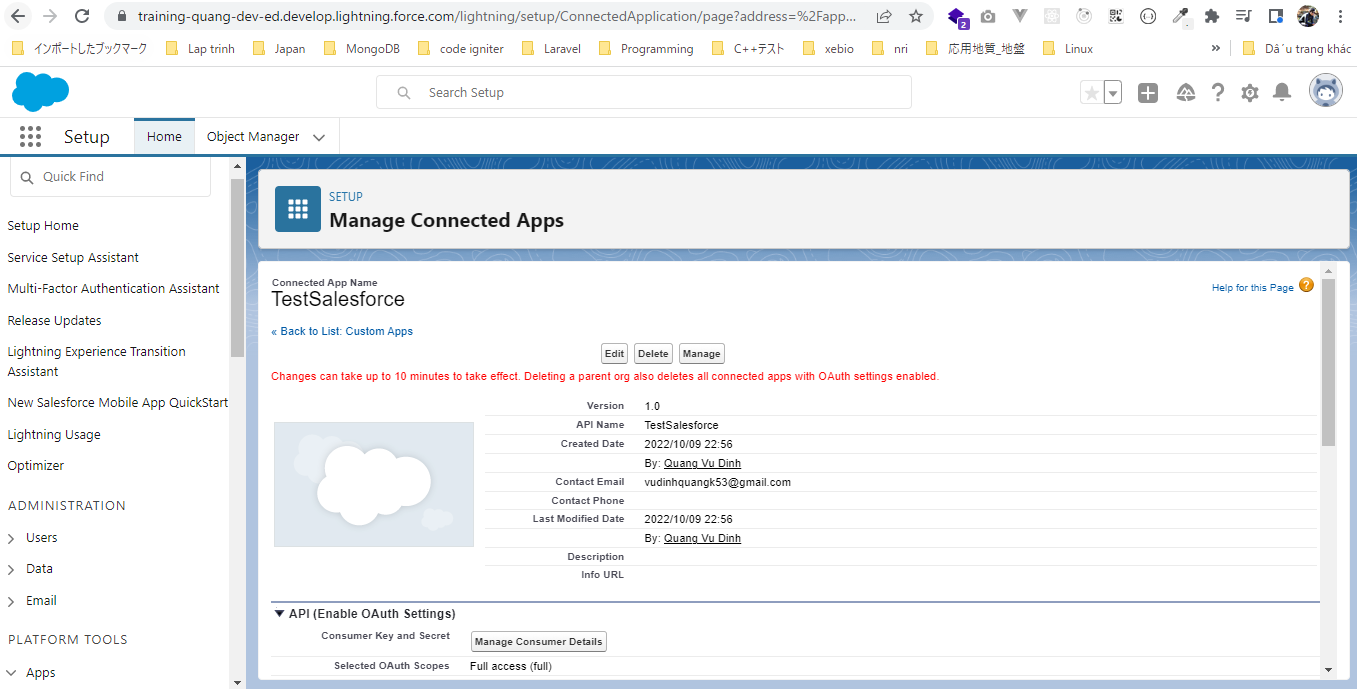 training-quang-dev-ed.develop.lightning.force.com/lightning/setup/ConnectedApplication/page?address=%2Fapp...
2
インポートしたブックマーク Lap trinh Japan MongoDB code igniter Laravel Programming C++テスト xebio nri 応用地質_地盤 Linux » Dấu trang khác
Search Setup
Setup Home Object Manager
Quick Find
Setup Home
Service Setup Assistant
Multi-Factor Authentication Assistant
Release Updates
Lightning Experience Transition
Assistant
New Salesforce Mobile App QuickStart
Lightning Usage
Optimizer
ADMINISTRATION
Users
Data
Email
PLATFORM TOOLS
Apps
SETUP
Manage Connected Apps
Connected App Name
TestSalesforce
Help for this Page ?
« Back to List: Custom Apps
Edit Delete Manage
Changes can take up to 10 minutes to take effect. Deleting a parent org also deletes all connected apps with OAuth settings enabled.
Version 1.0
API Name TestSalesforce
Created Date 2022/10/09 22:56
By: Quang Vu Dinh
Contact Email vudinhquangk53@gmail.com
Contact Phone
Last Modified Date 2022/10/09 22:56
By: Quang Vu Dinh
Description
Info URL
API (Enable OAuth Settings)
Consumer Key and Secret Manage Consumer Details
Selected OAuth Scopes Full access (full)